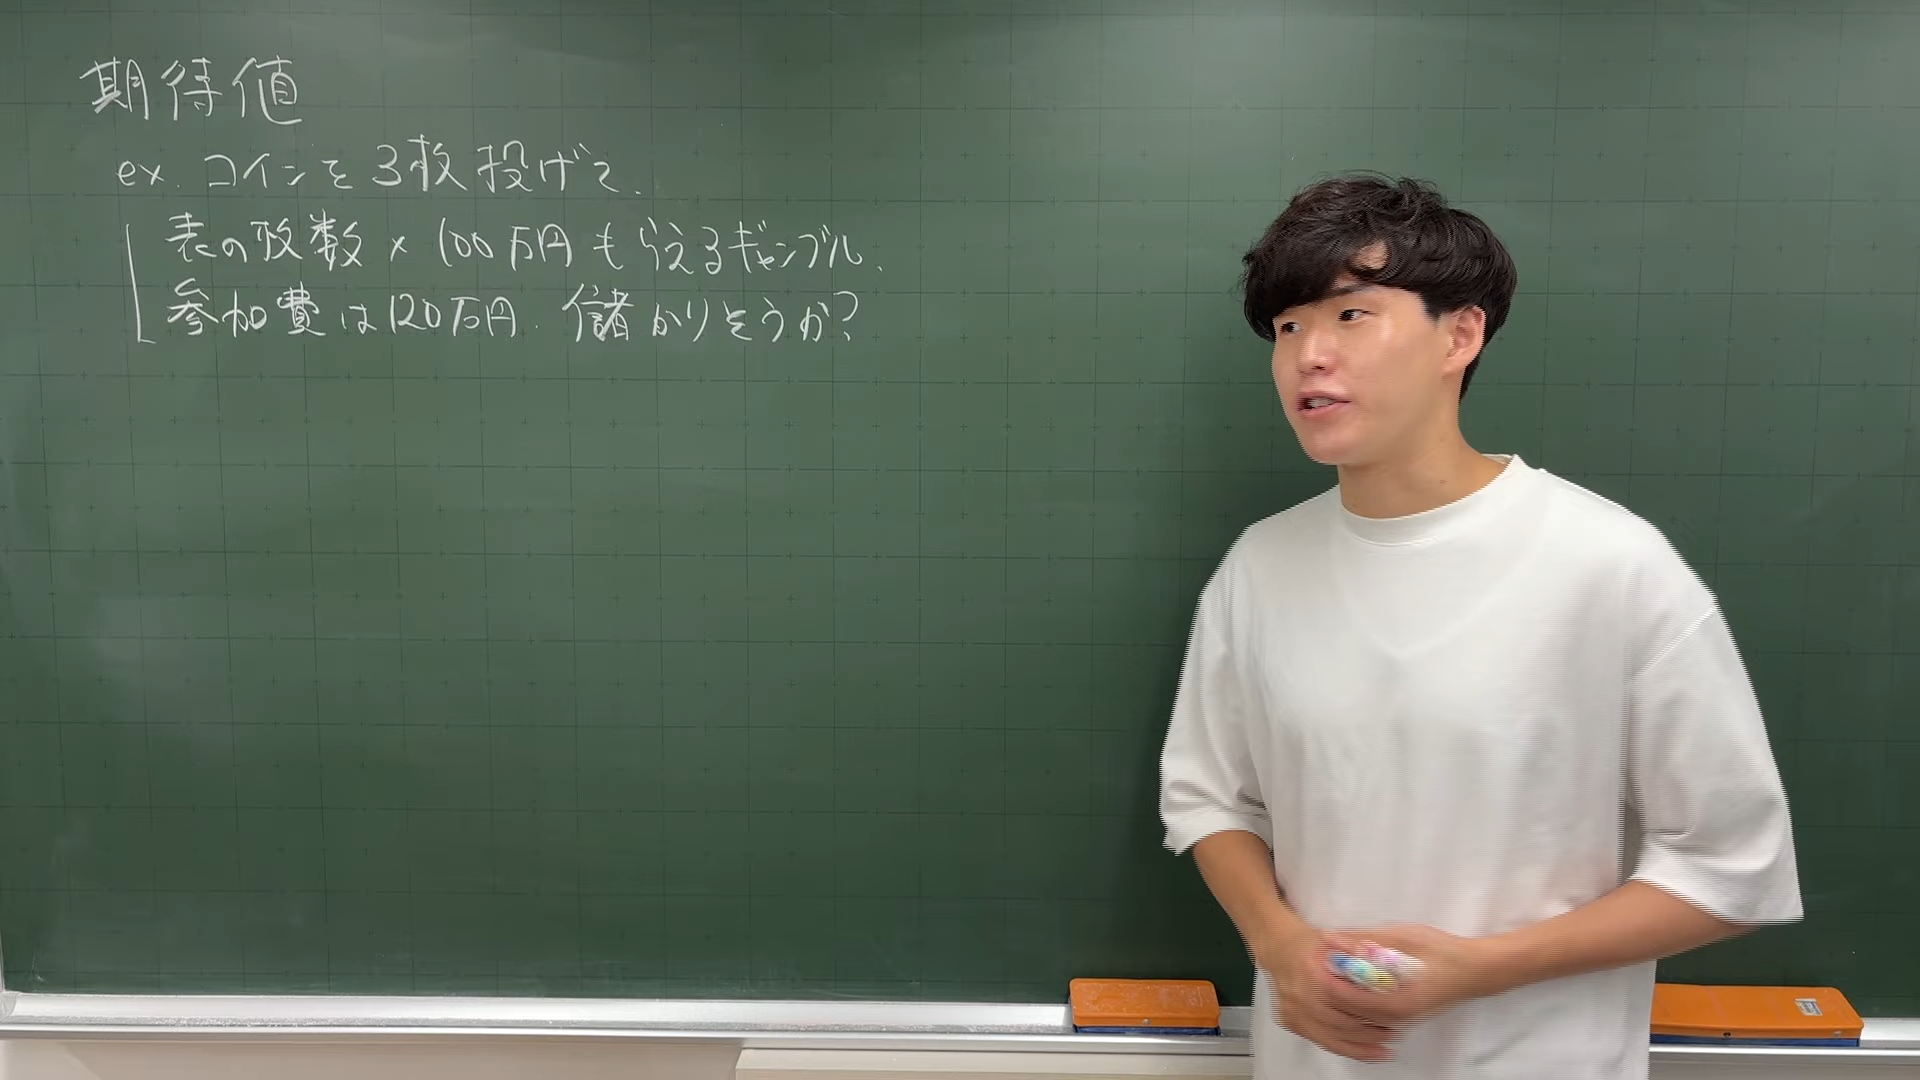 期待値
ex. コインを3枚投げて.
表の枚数 × 100万円もらえるギャンブル.
参加費は120万円. 儲かりそうか?